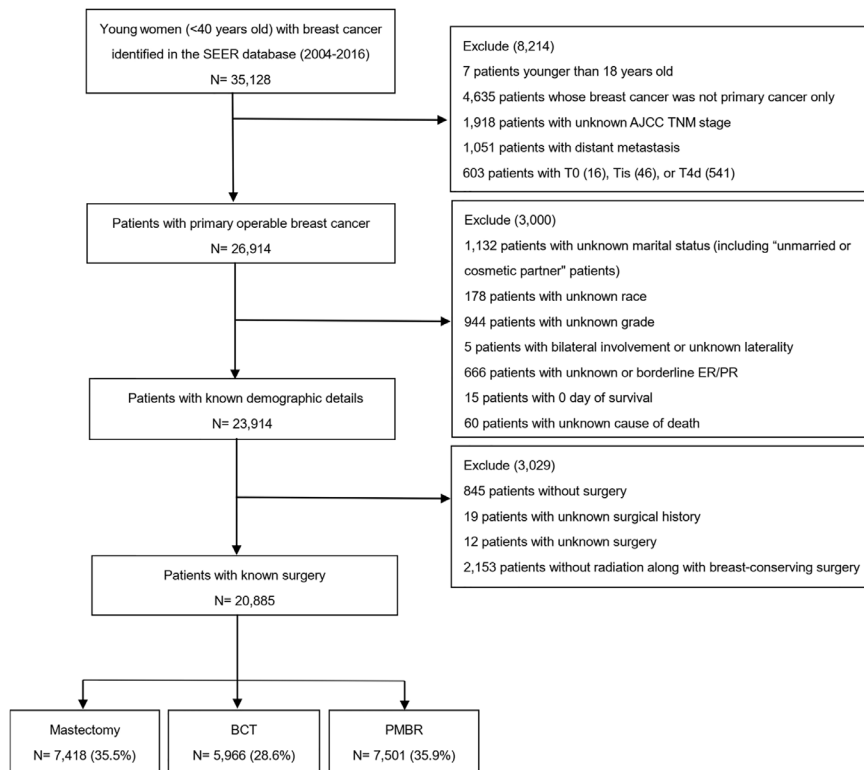 Young women (<40 years old) with breast cancer
identified in the SEER database (2004-2016)
N= 35,128
Exclude (8,214)
7 patients younger than 18 years old
4,635 patients whose breast cancer was not primary cancer only
1,918 patients with unknown AJCC TNM stage
1,051 patients with distant metastasis
603 patients with T0 (16), Tis (46), or T4d (541)
Patients with primary operable breast cancer
N= 26,914
Exclude (3,000)
1,132 patients with unknown marital status (including “unmarried or
cosmetic partner" patients)
178 patients with unknown race
944 patients with unknown grade
5 patients with bilateral involvement or unknown laterality
666 patients with unknown or borderline ER/PR
15 patients with 0 day of survival
60 patients with unknown cause of death
Patients with known demographic details
N= 23,914
Exclude (3,029)
845 patients without surgery
19 patients with unknown surgical history
12 patients with unknown surgery
2,153 patients without radiation along with breast-conserving surgery
Patients with known surgery
N= 20,885
Mastectomy
N= 7,418 (35.5%)
BCT
N= 5,966 (28.6%)
PMBR
N= 7,501 (35.9%)